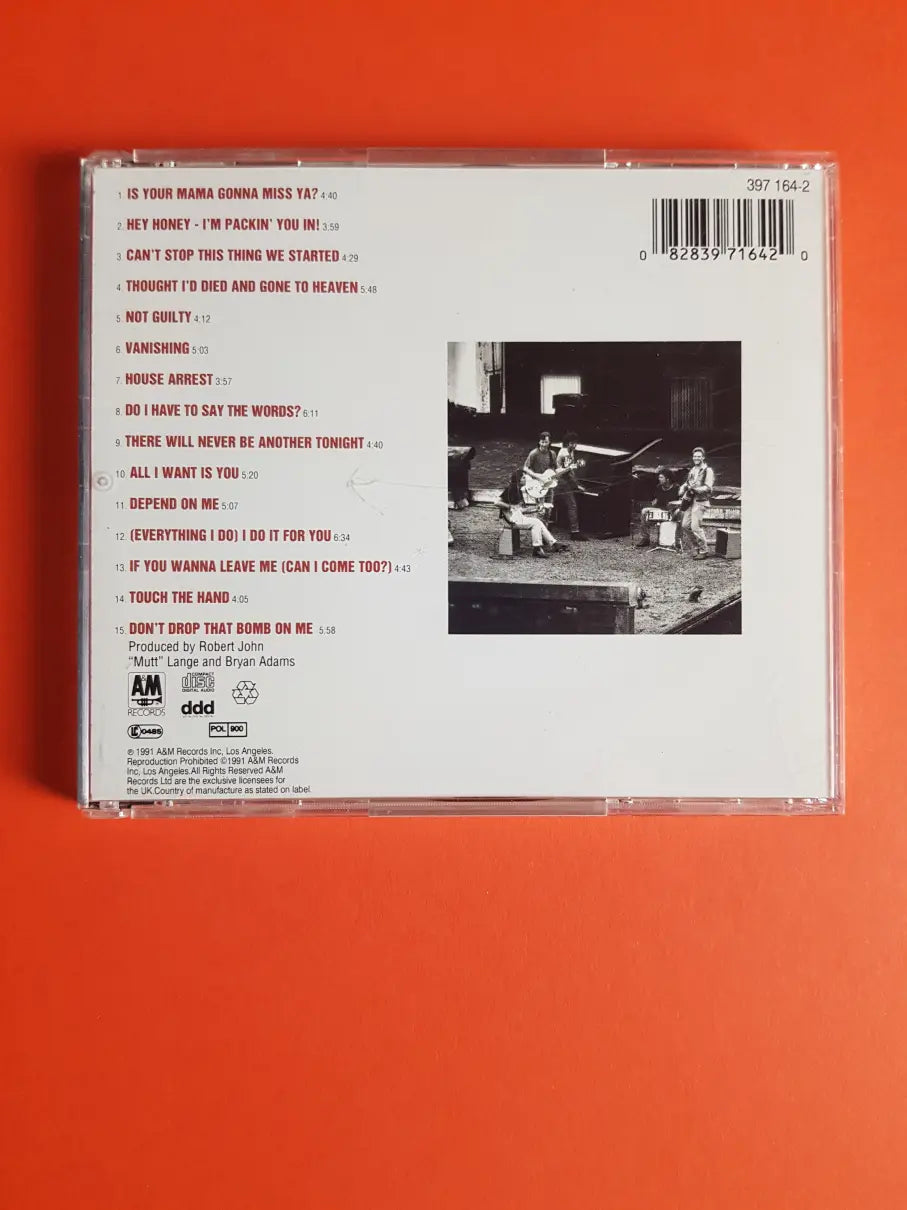 1. IS YOUR MAMA GONNA MISS YA? 4:40
2. HEY HONEY - I'M PACKIN' YOU IN! 3:59
3. CAN'T STOP THIS THING WE STARTED 4:29
4. THOUGHT I'D DIED AND GONE TO HEAVEN 5:48
5. NOT GUILTY 4:12
6. VANISHING 5:03
7. HOUSE ARREST 3:57
8. DO I HAVE TO SAY THE WORDS? 6:11
9. THERE WILL NEVER BE ANOTHER TONIGHT 4:40
10. ALL I WANT IS YOU 5:20
11. DEPEND ON ME 5:07
12. (EVERYTHING I DO) I DO IT FOR YOU 6:34
13. IF YOU WANNA LEAVE ME (CAN I COME TOO?) 4:43
14. TOUCH THE HAND 4:05
15. DON'T DROP THAT BOMB ON ME 5:58
Produced by Robert John
“Mutt” Lange and Bryan Adams
A&M
RECORDS
COMPACT
disc
DIGITAL AUDIO
ddd
LC 0485
POL 900
℗ 1991 A&M Records Inc, Los Angeles.
Reproduction Prohibited ©1991 A&M Records
Inc, Los Angeles.All Rights Reserved A&M
Records Ltd are the exclusive licensees for
the UK.Country of manufacture as stated on label.
397 164-2
0 82839 71642 0